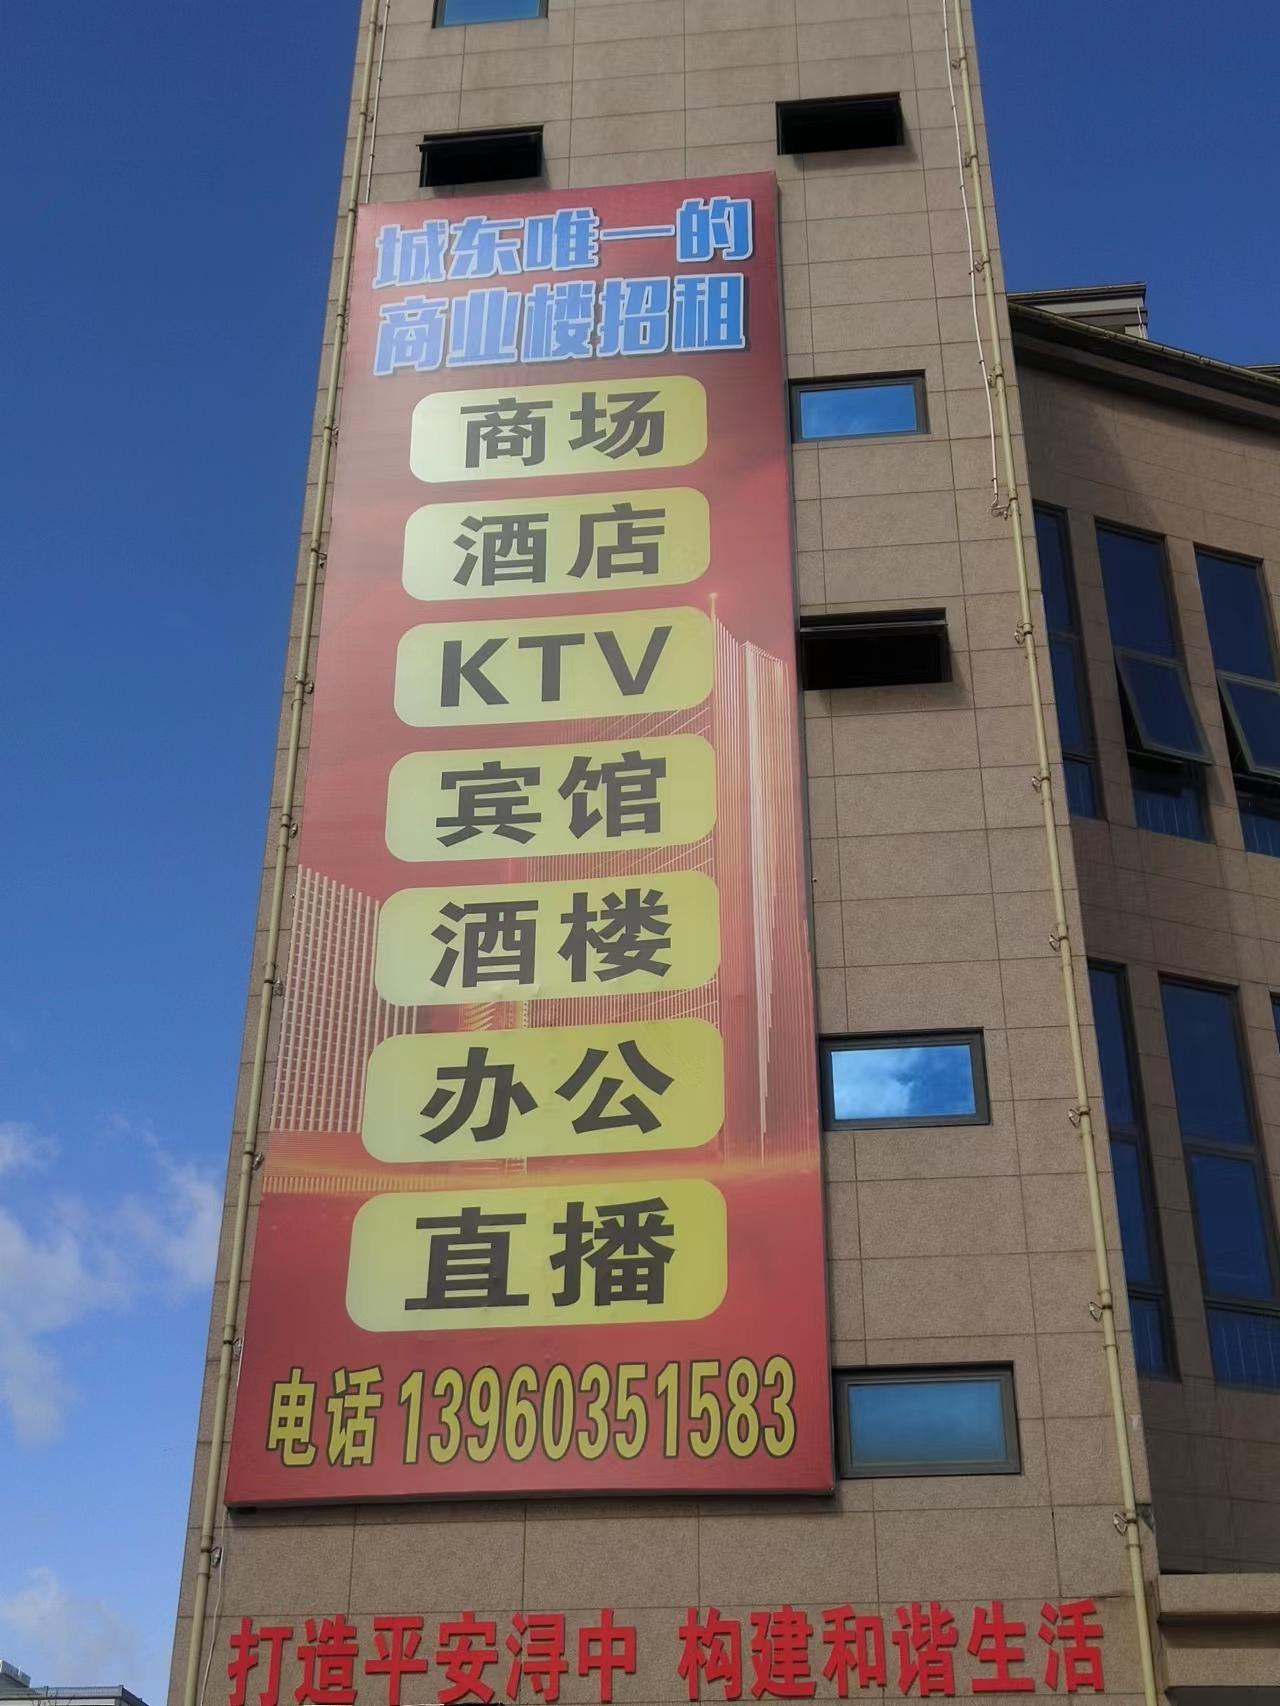 城东唯一的
商业楼招租
商场
酒店
KTV
宾馆
酒楼
办公
直播
电话 13960351583
打造平安浔中 构建和谐生活